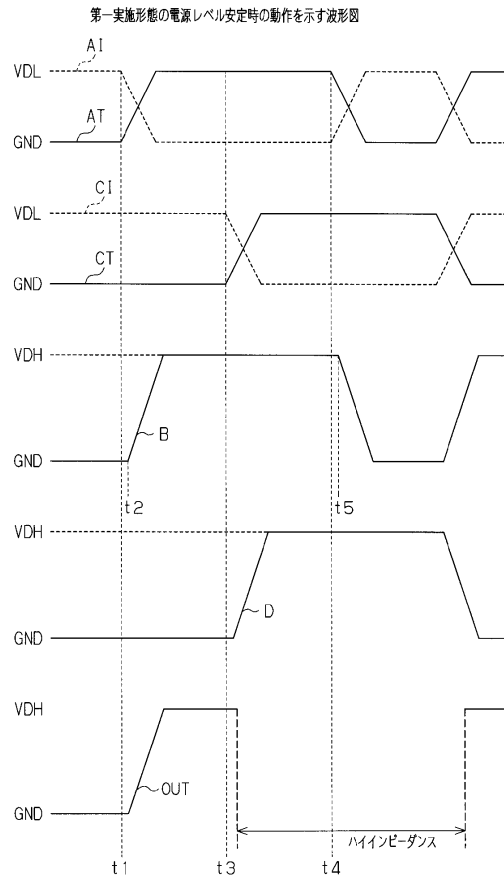 第一実施形態の電源レベル安定時の動作を示す波形図
AI
VDL
AT
GND
CI
VDL
CT
GND
VDH
B
GND
t2
t5
VDH
D
GND
VDH
OUT
GND
ハイインピーダンス
t1
t3
t4